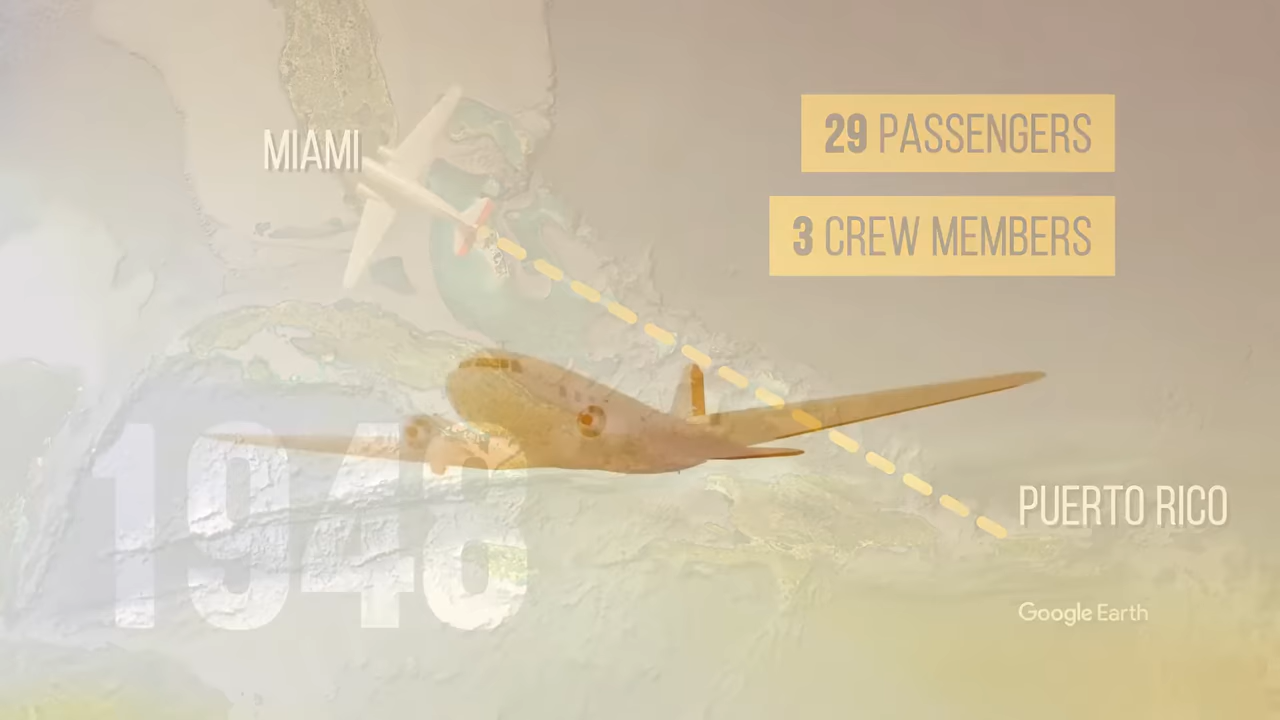 MIAMI
29 PASSENGERS
3 CREW MEMBERS
1948
PUERTO RICO
Google Earth